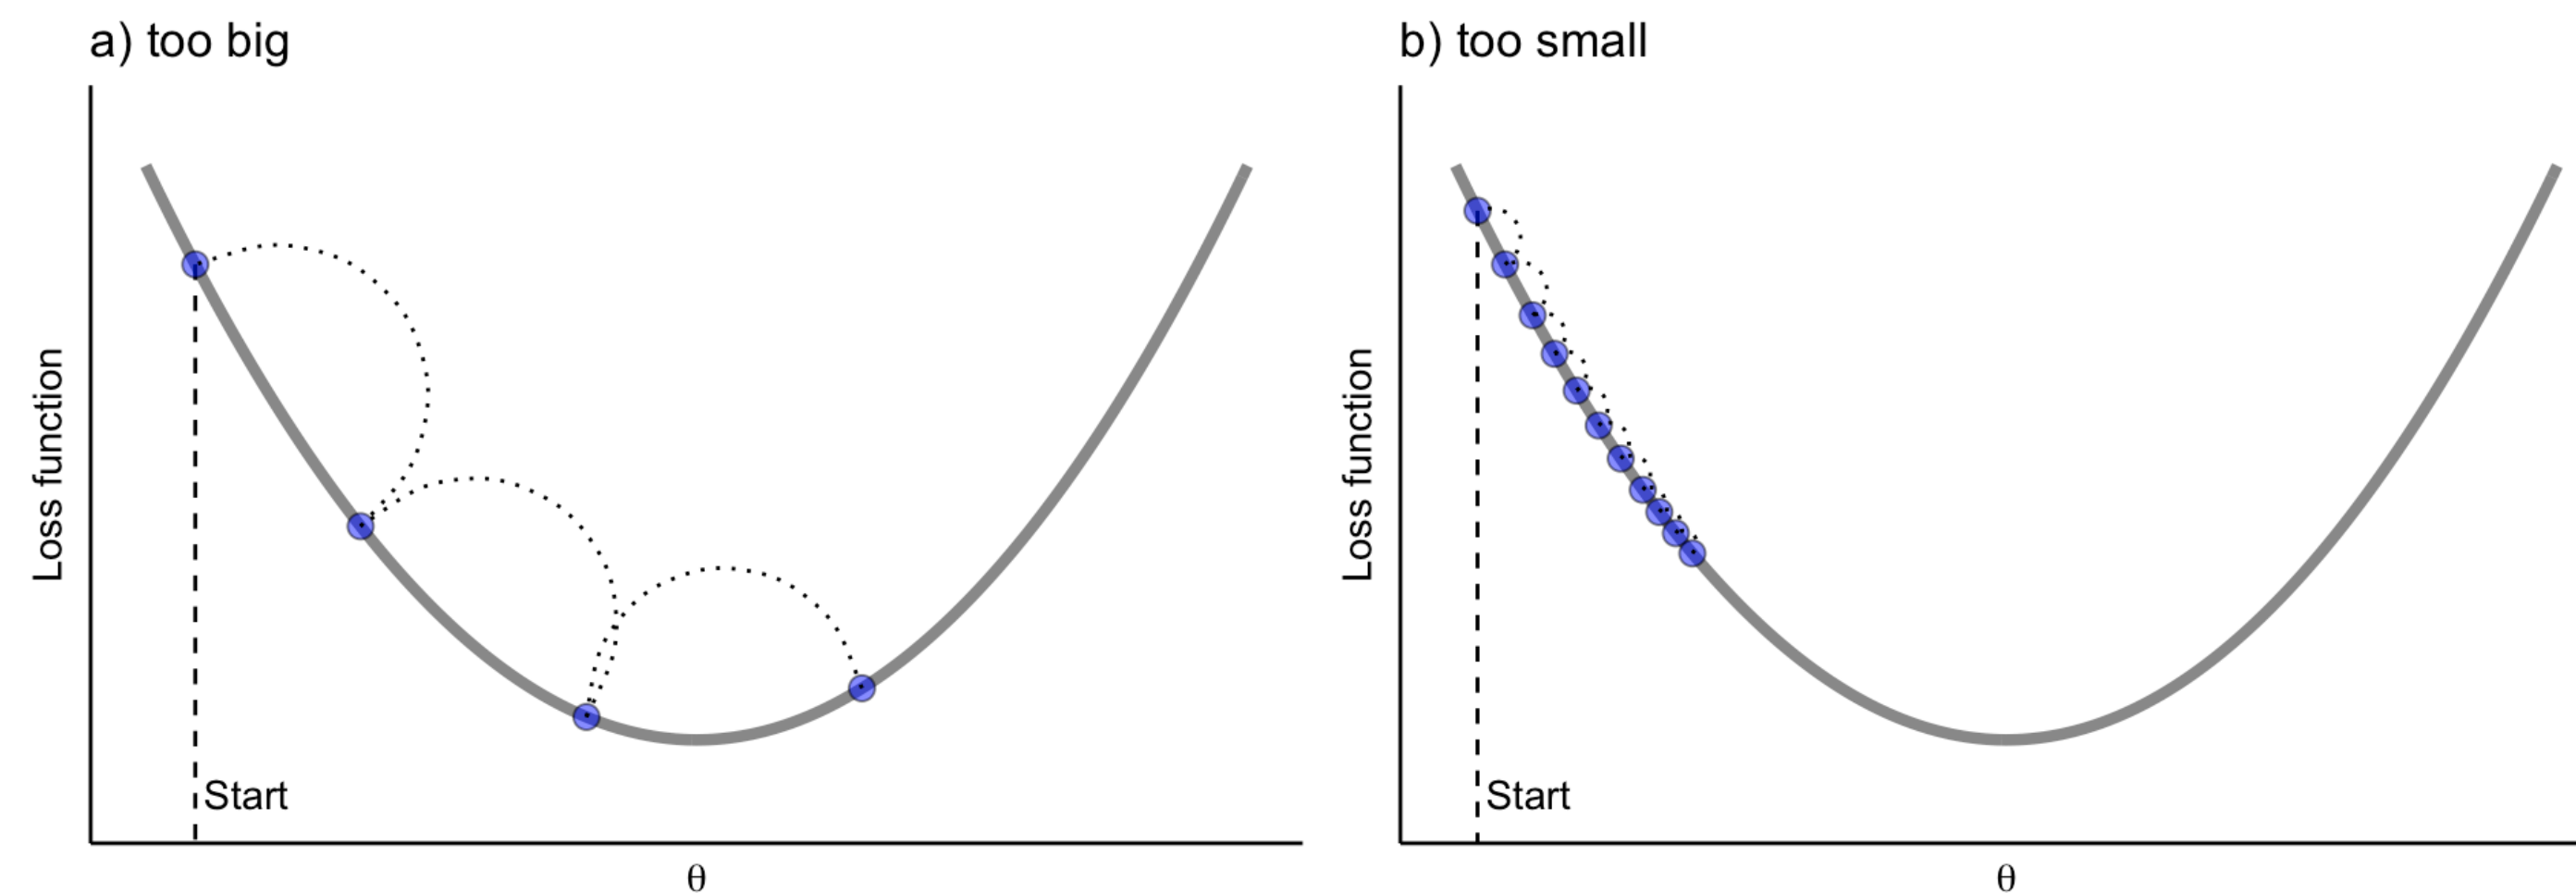 a) too big
Loss function
Start
θ
b) too small
Loss function
Start
θ